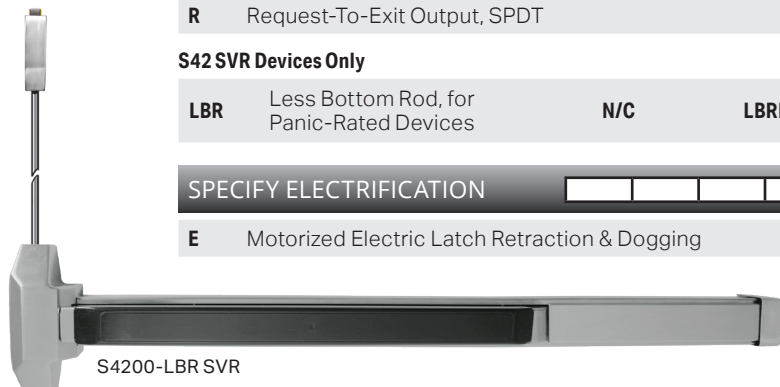 R Request-To-Exit Output, SPDT
S42 SVR Devices Only
LBR Less Bottom Rod, for
Panic-Rated Devices N/C
SPECIFY ELECTRIFICATION
E Motorized Electric Latch Retraction & Dogging
S4200-LBR SVR